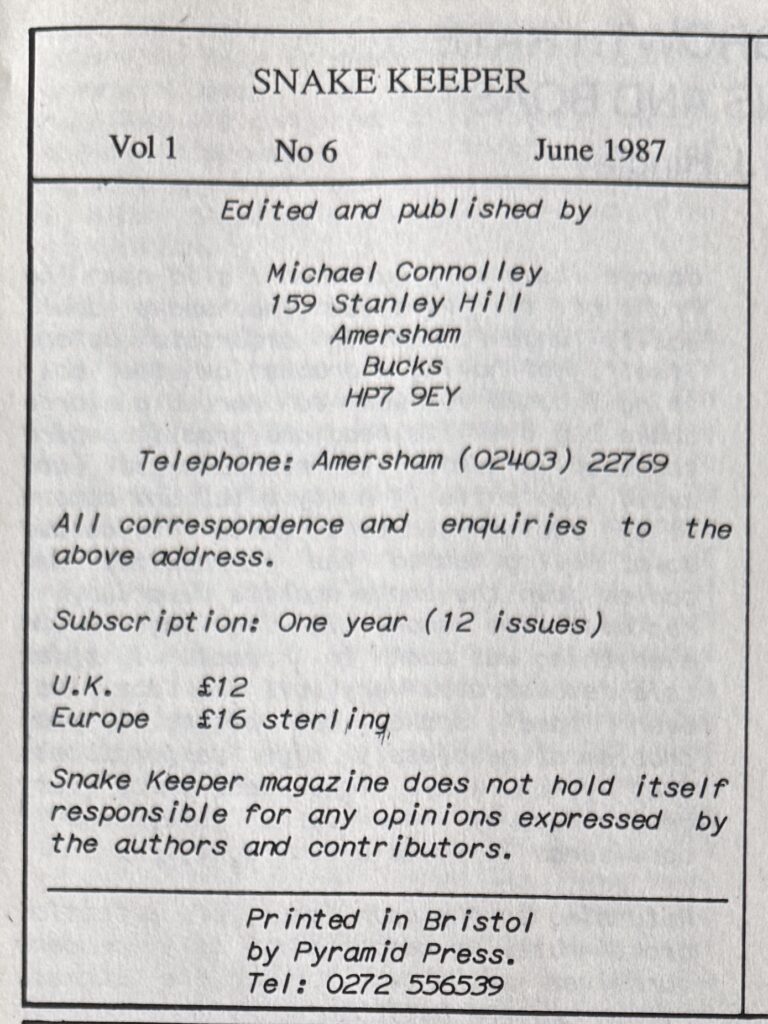 SNAKE KEEPER
Vol 1 No 6 June 1987
Edited and published by
Michael Connolley
159 Stanley Hill
Amersham
Bucks
HP7 9EY
Telephone: Amersham (02403) 22769
All correspondence and enquiries to the
above address.
Subscription: One year (12 issues)
U.K. £12
Europe £16 sterling
Snake Keeper magazine does not hold itself
responsible for any opinions expressed by
the authors and contributors.
Printed in Bristol
by Pyramid Press.
Tel: 0272 556539